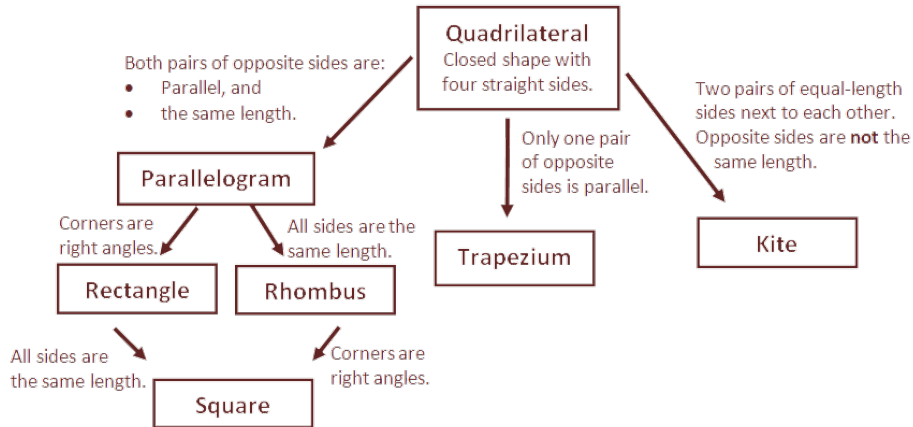 Quadrilateral
Closed shape with
four straight sides.
Both pairs of opposite sides are:
• Parallel, and
• the same length.
Only one pair
of opposite
sides is parallel.
Two pairs of equal-length
sides next to each other.
Opposite sides are not the
same length.
Parallelogram
Trapezium
Kite
Corners are
right angles.
All sides are the
same length.
Rectangle
Rhombus
All sides are
the same length.
Corners are
right angles.
Square